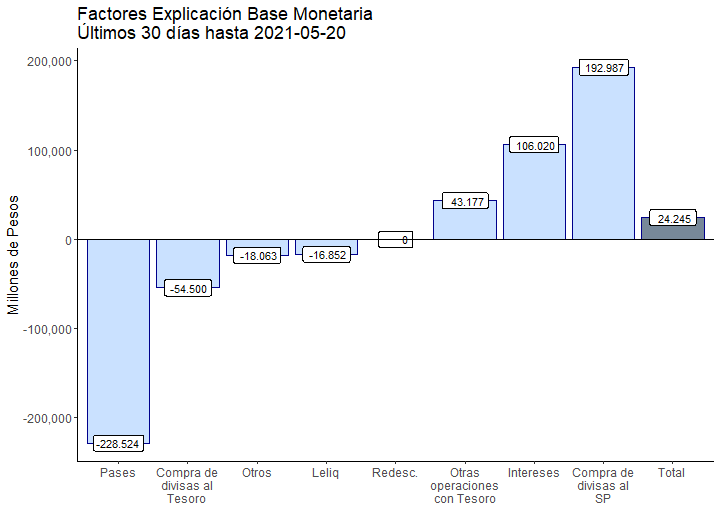 Factores Explicación Base Monetaria
Últimos 30 días hasta 2021-05-20
Millones de Pesos
200,000
100,000
0
-100,000
-200,000
-228.524
-54.500
-18.063
-16.852
0
43.177
106.020
192.987
24.245
Pases
Compra de
divisas al
Tesoro
Otros
Leliq
Redesc.
Otras
operaciones
con Tesoro
Intereses
Compra de
divisas al
SP
Total